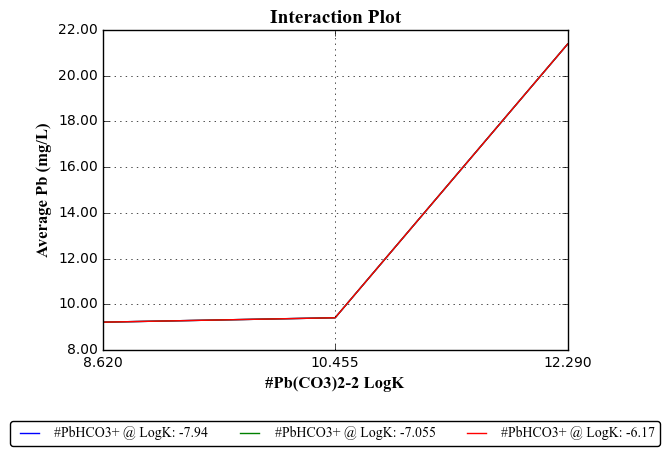 Interaction Plot
22.00
20.00
18.00
16.00
14.00
12.00
10.00
8.00
Average Pb (mg/L)
8.620 10.455 12.290
#Pb(CO3)2-2 LogK
#PbHCO3+ @ LogK: -7.94 #PbHCO3+ @ LogK: -7.055 #PbHCO3+ @ LogK: -6.17